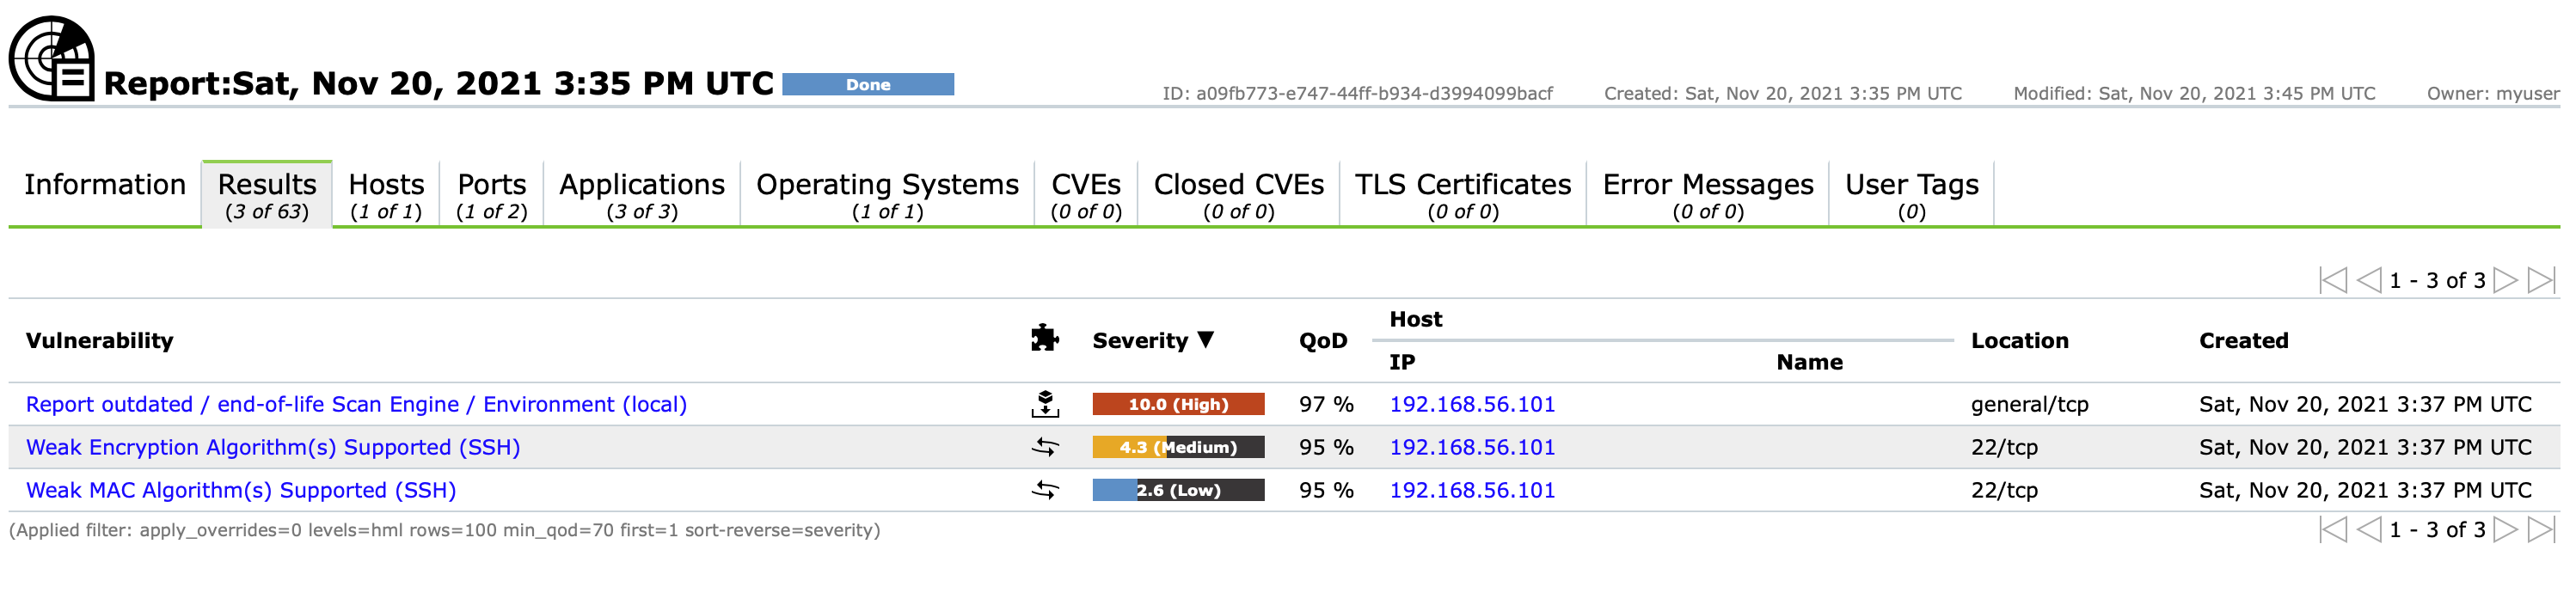 Report:Sat, Nov 20, 2021 3:35 PM UTC Done ID: a09fb773-e747-44ff-b934-d3994099bacf Created: Sat, Nov 20, 2021 3:35 PM UTC Modified: Sat, Nov 20, 2021 3:45 PM UTC Owner: myuser
Information Results Hosts Ports Applications Operating Systems CVEs Closed CVEs TLS Certificates Error Messages User Tags
(3 of 63) (1 of 1) (1 of 2) (3 of 3) (1 of 1) (0 of 0) (0 of 0) (0 of 0) (0 of 0) (0)
1 - 3 of 3
Vulnerability Severity ▼ QoD Host Location Created
IP Name
Report outdated / end-of-life Scan Engine / Environment (local) 10.0 (High) 97 % 192.168.56.101 general/tcp Sat, Nov 20, 2021 3:37 PM UTC
Weak Encryption Algorithm(s) Supported (SSH) 4.3 (Medium) 95 % 192.168.56.101 22/tcp Sat, Nov 20, 2021 3:37 PM UTC
Weak MAC Algorithm(s) Supported (SSH) 2.6 (Low) 95 % 192.168.56.101 22/tcp Sat, Nov 20, 2021 3:37 PM UTC
(Applied filter: apply_overrides=0 levels=hml rows=100 min_qod=70 first=1 sort-reverse=severity) 1 - 3 of 3